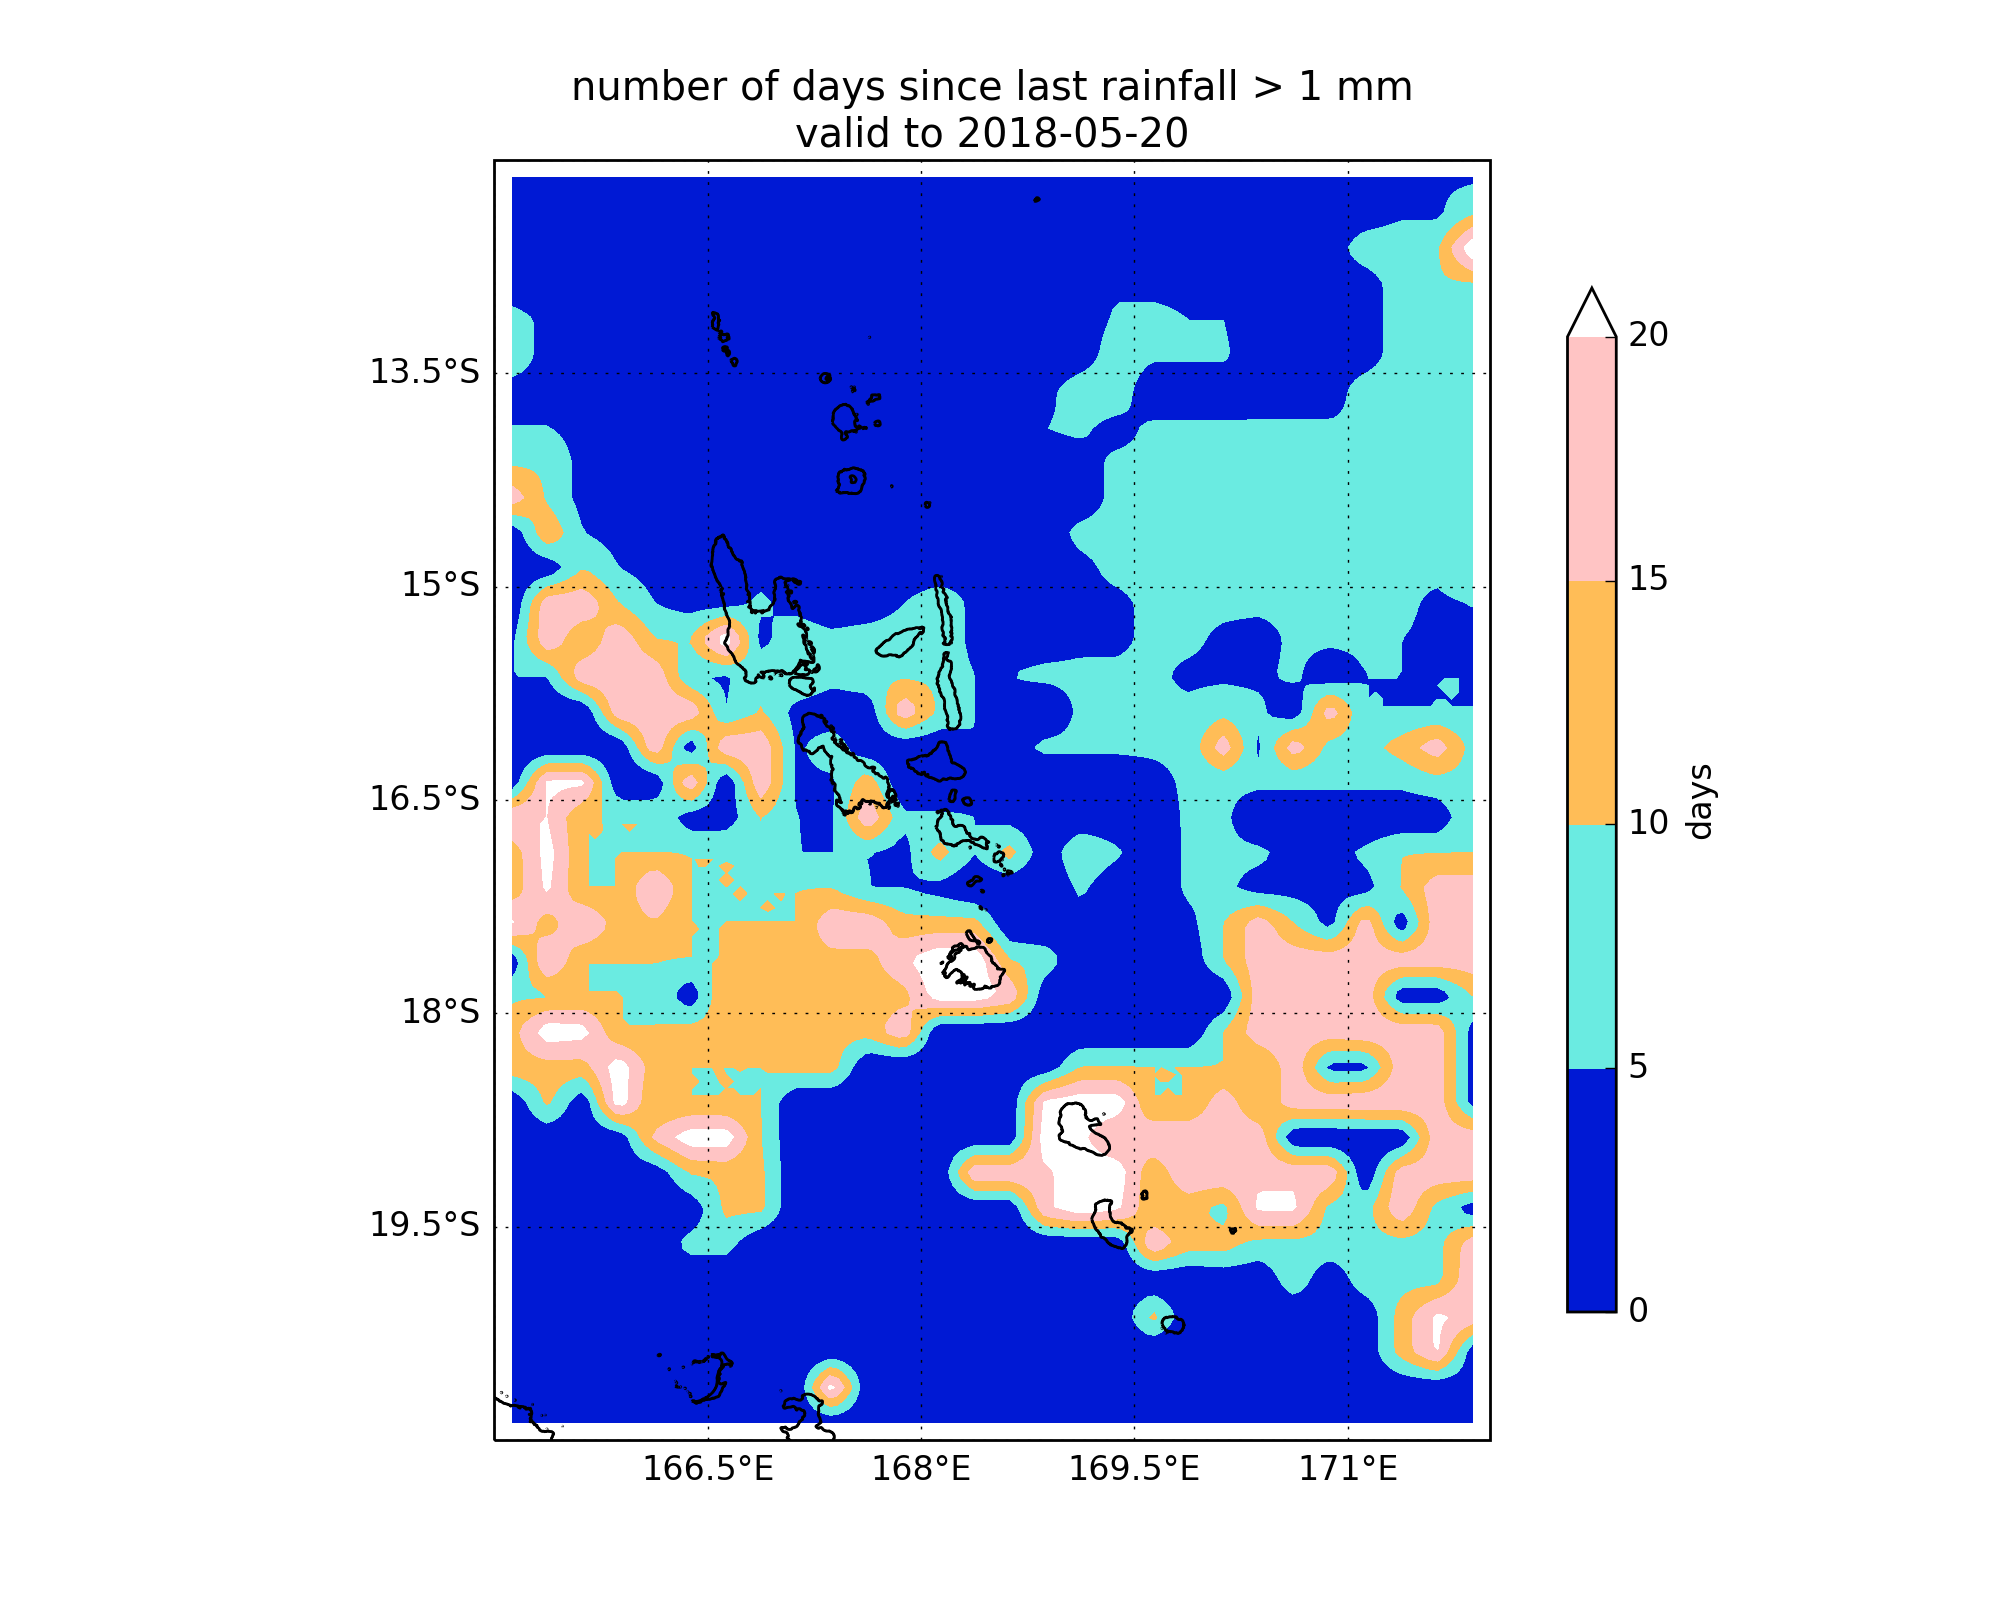 number of days since last rainfall > 1 mm
valid to 2018-05-20
13.5°S
15°S
16.5°S
18°S
19.5°S
166.5°E
168°E
169.5°E
171°E
20
15
10
5
0
days